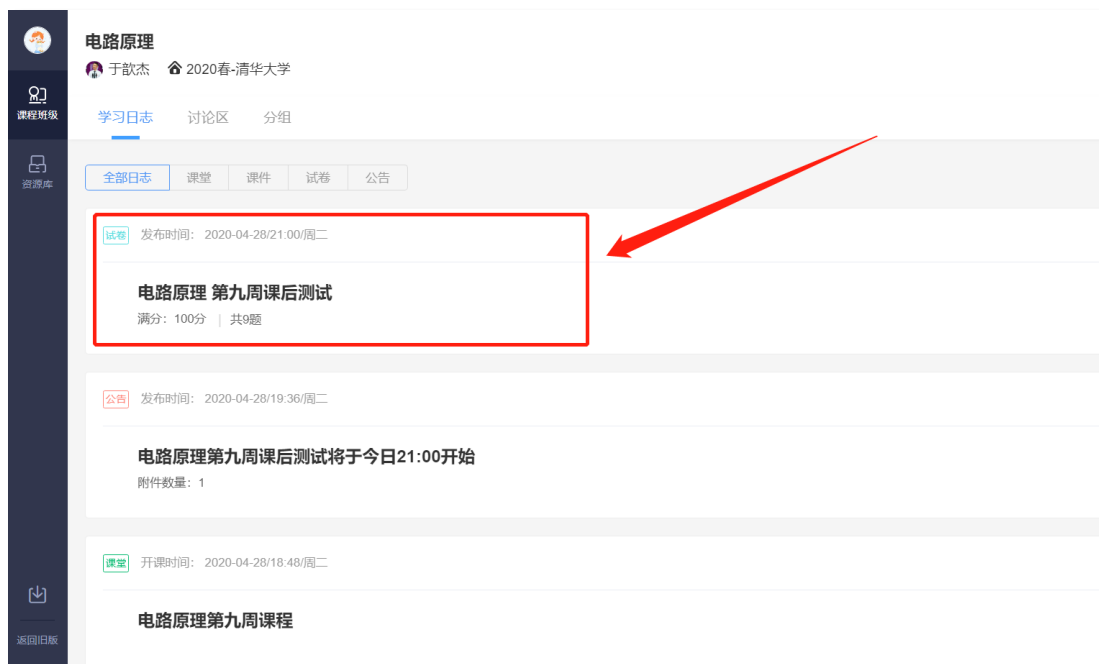 电路原理
于歆杰 2020春-清华大学
课程班级
学习日志 讨论区 分组
资源库
全部日志 课堂 课件 试卷 公告
试卷 发布时间: 2020-04-28/21:00/周二
电路原理 第九周课后测试
满分: 100分 | 共9题
公告 发布时间: 2020-04-28/19:36/周二
电路原理第九周课后测试将于今日21:00开始
附件数量: 1
课堂 开课时间: 2020-04-28/18:48/周二
电路原理第九周课程
返回旧版